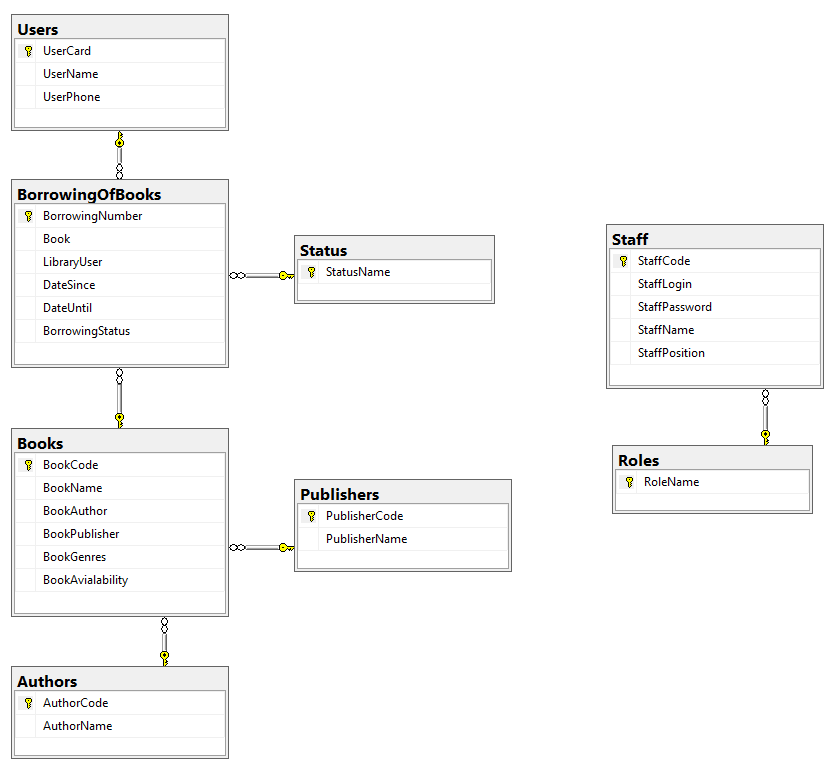 Users
UserCard
UserName
UserPhone
BorrowingOfBooks
BorrowingNumber
Book
LibraryUser
DateSince
DateUntil
BorrowingStatus
Status
StatusName
Staff
StaffCode
StaffLogin
StaffPassword
StaffName
StaffPosition
Books
BookCode
BookName
BookAuthor
BookPublisher
BookGenres
BookAvialability
Publishers
PublisherCode
PublisherName
Roles
RoleName
Authors
AuthorCode
AuthorName